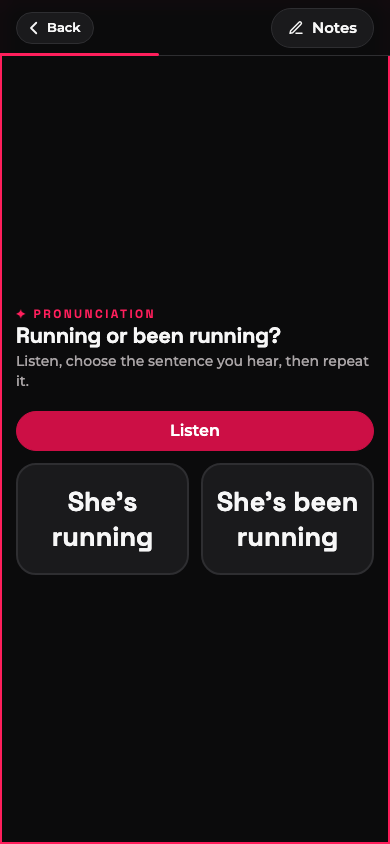 Back
Notes
PRONUNCIATION
Running or been running?
Listen, choose the sentence you hear, then repeat
it.
Listen
She’s
running
She’s been
running